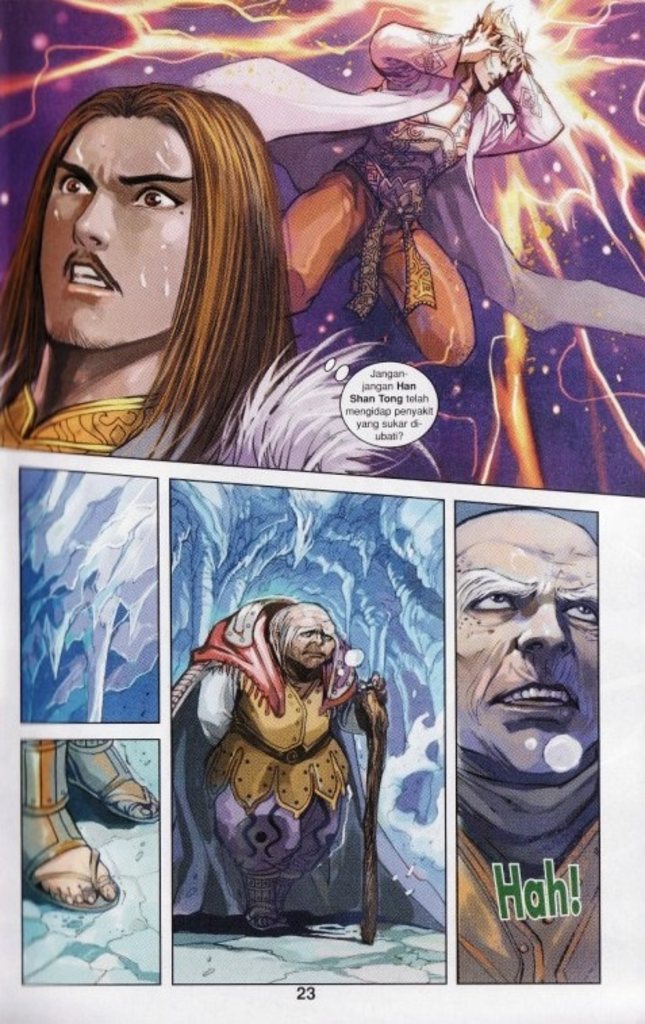 Jangan-
jangan Han
Shan Tong telah
mengidap penyakit
yang sukar di-
ubati?
Hah!
23